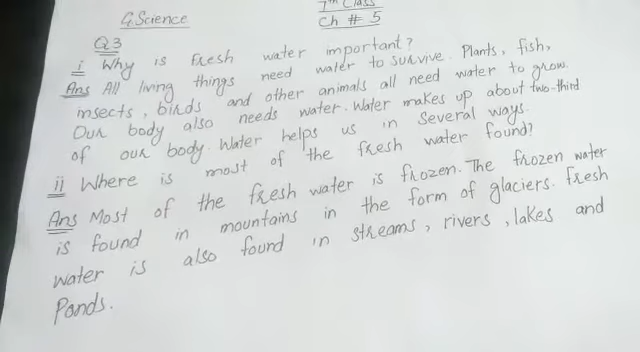 G.Science
7th Class
Ch # 5
Q3
i Why is Fresh water important?
Ans All living things need water to survive. Plants, fish,
insects, birds and other animals all need water to grow.
Our body also needs water. Water makes up about two-third
of our body. Water helps us in several ways.
ii Where is most of the fresh water found?
Ans Most of the fresh water is frozen. The frozen water
is found in mountains in the form of glaciers. Fresh
water is also found in streams, rivers, lakes and
Ponds.